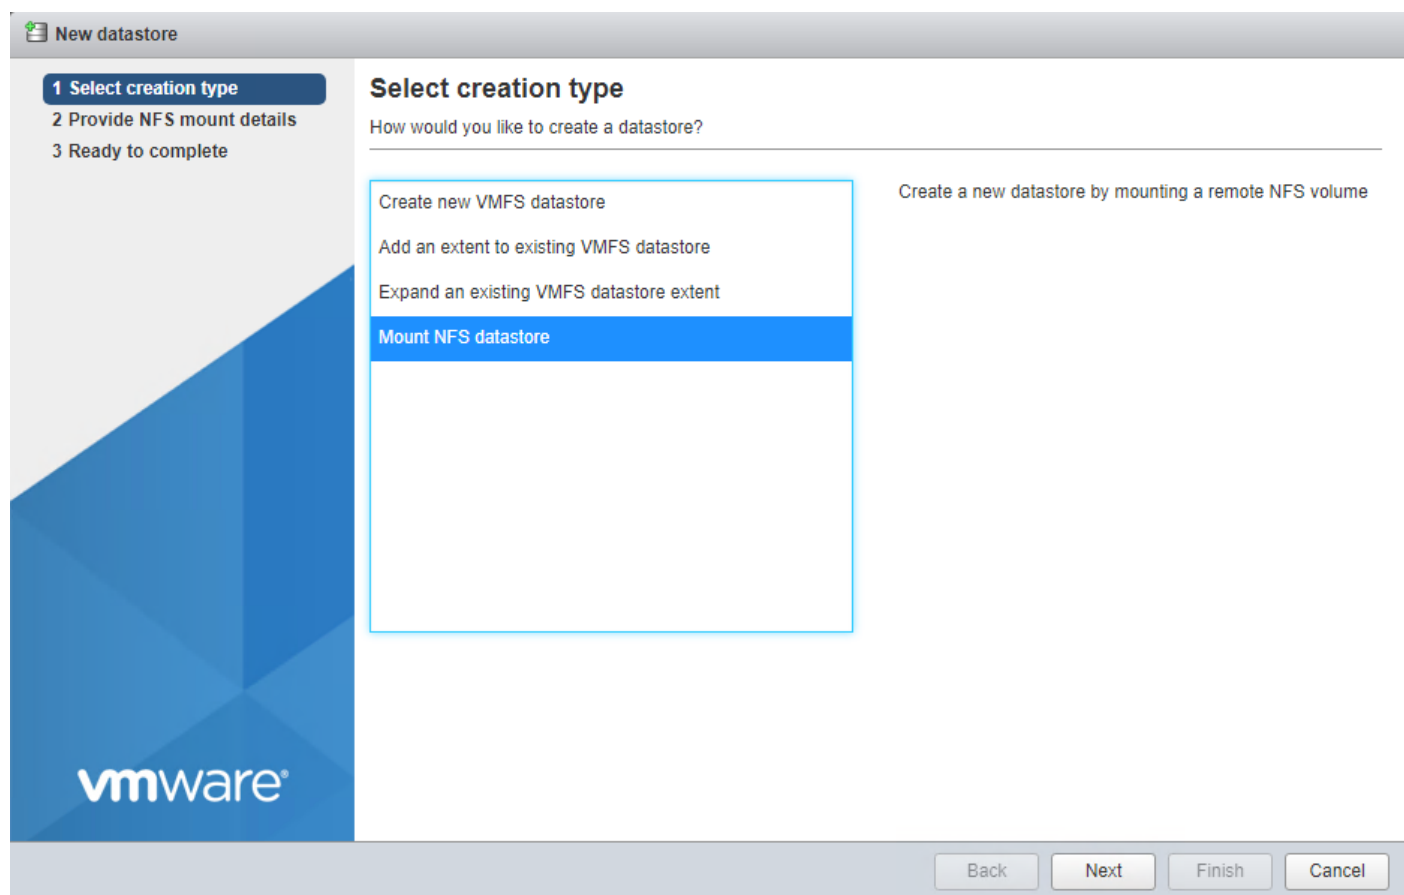 New datastore
1 Select creation type
2 Provide NFS mount details
3 Ready to complete
Select creation type
How would you like to create a datastore?
Create new VMFS datastore
Add an extent to existing VMFS datastore
Expand an existing VMFS datastore extent
Mount NFS datastore
Create a new datastore by mounting a remote NFS volume
vmware®
Back
Next
Finish
Cancel